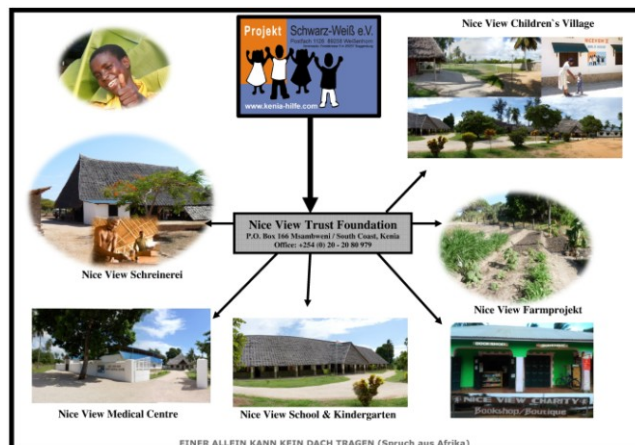 Projekt Schwarz-Weiß e.V.
www.kenia-hilfe.com
Nice View Children's Village
Nice View Trust Foundation
P.O. Box 166 Msambweni / South Coast, Kenia
Office: +254 (0) 20 - 20 80 979
Nice View Schreinerei
Nice View Farmprojekt
Nice View Medical Centre
Nice View School & Kindergarten
NICE VIEW CHARITY
Bookshop/Boutique
EINER ALLEIN KANN KEIN DACH TRAGEN (Spruch aus Afrika)